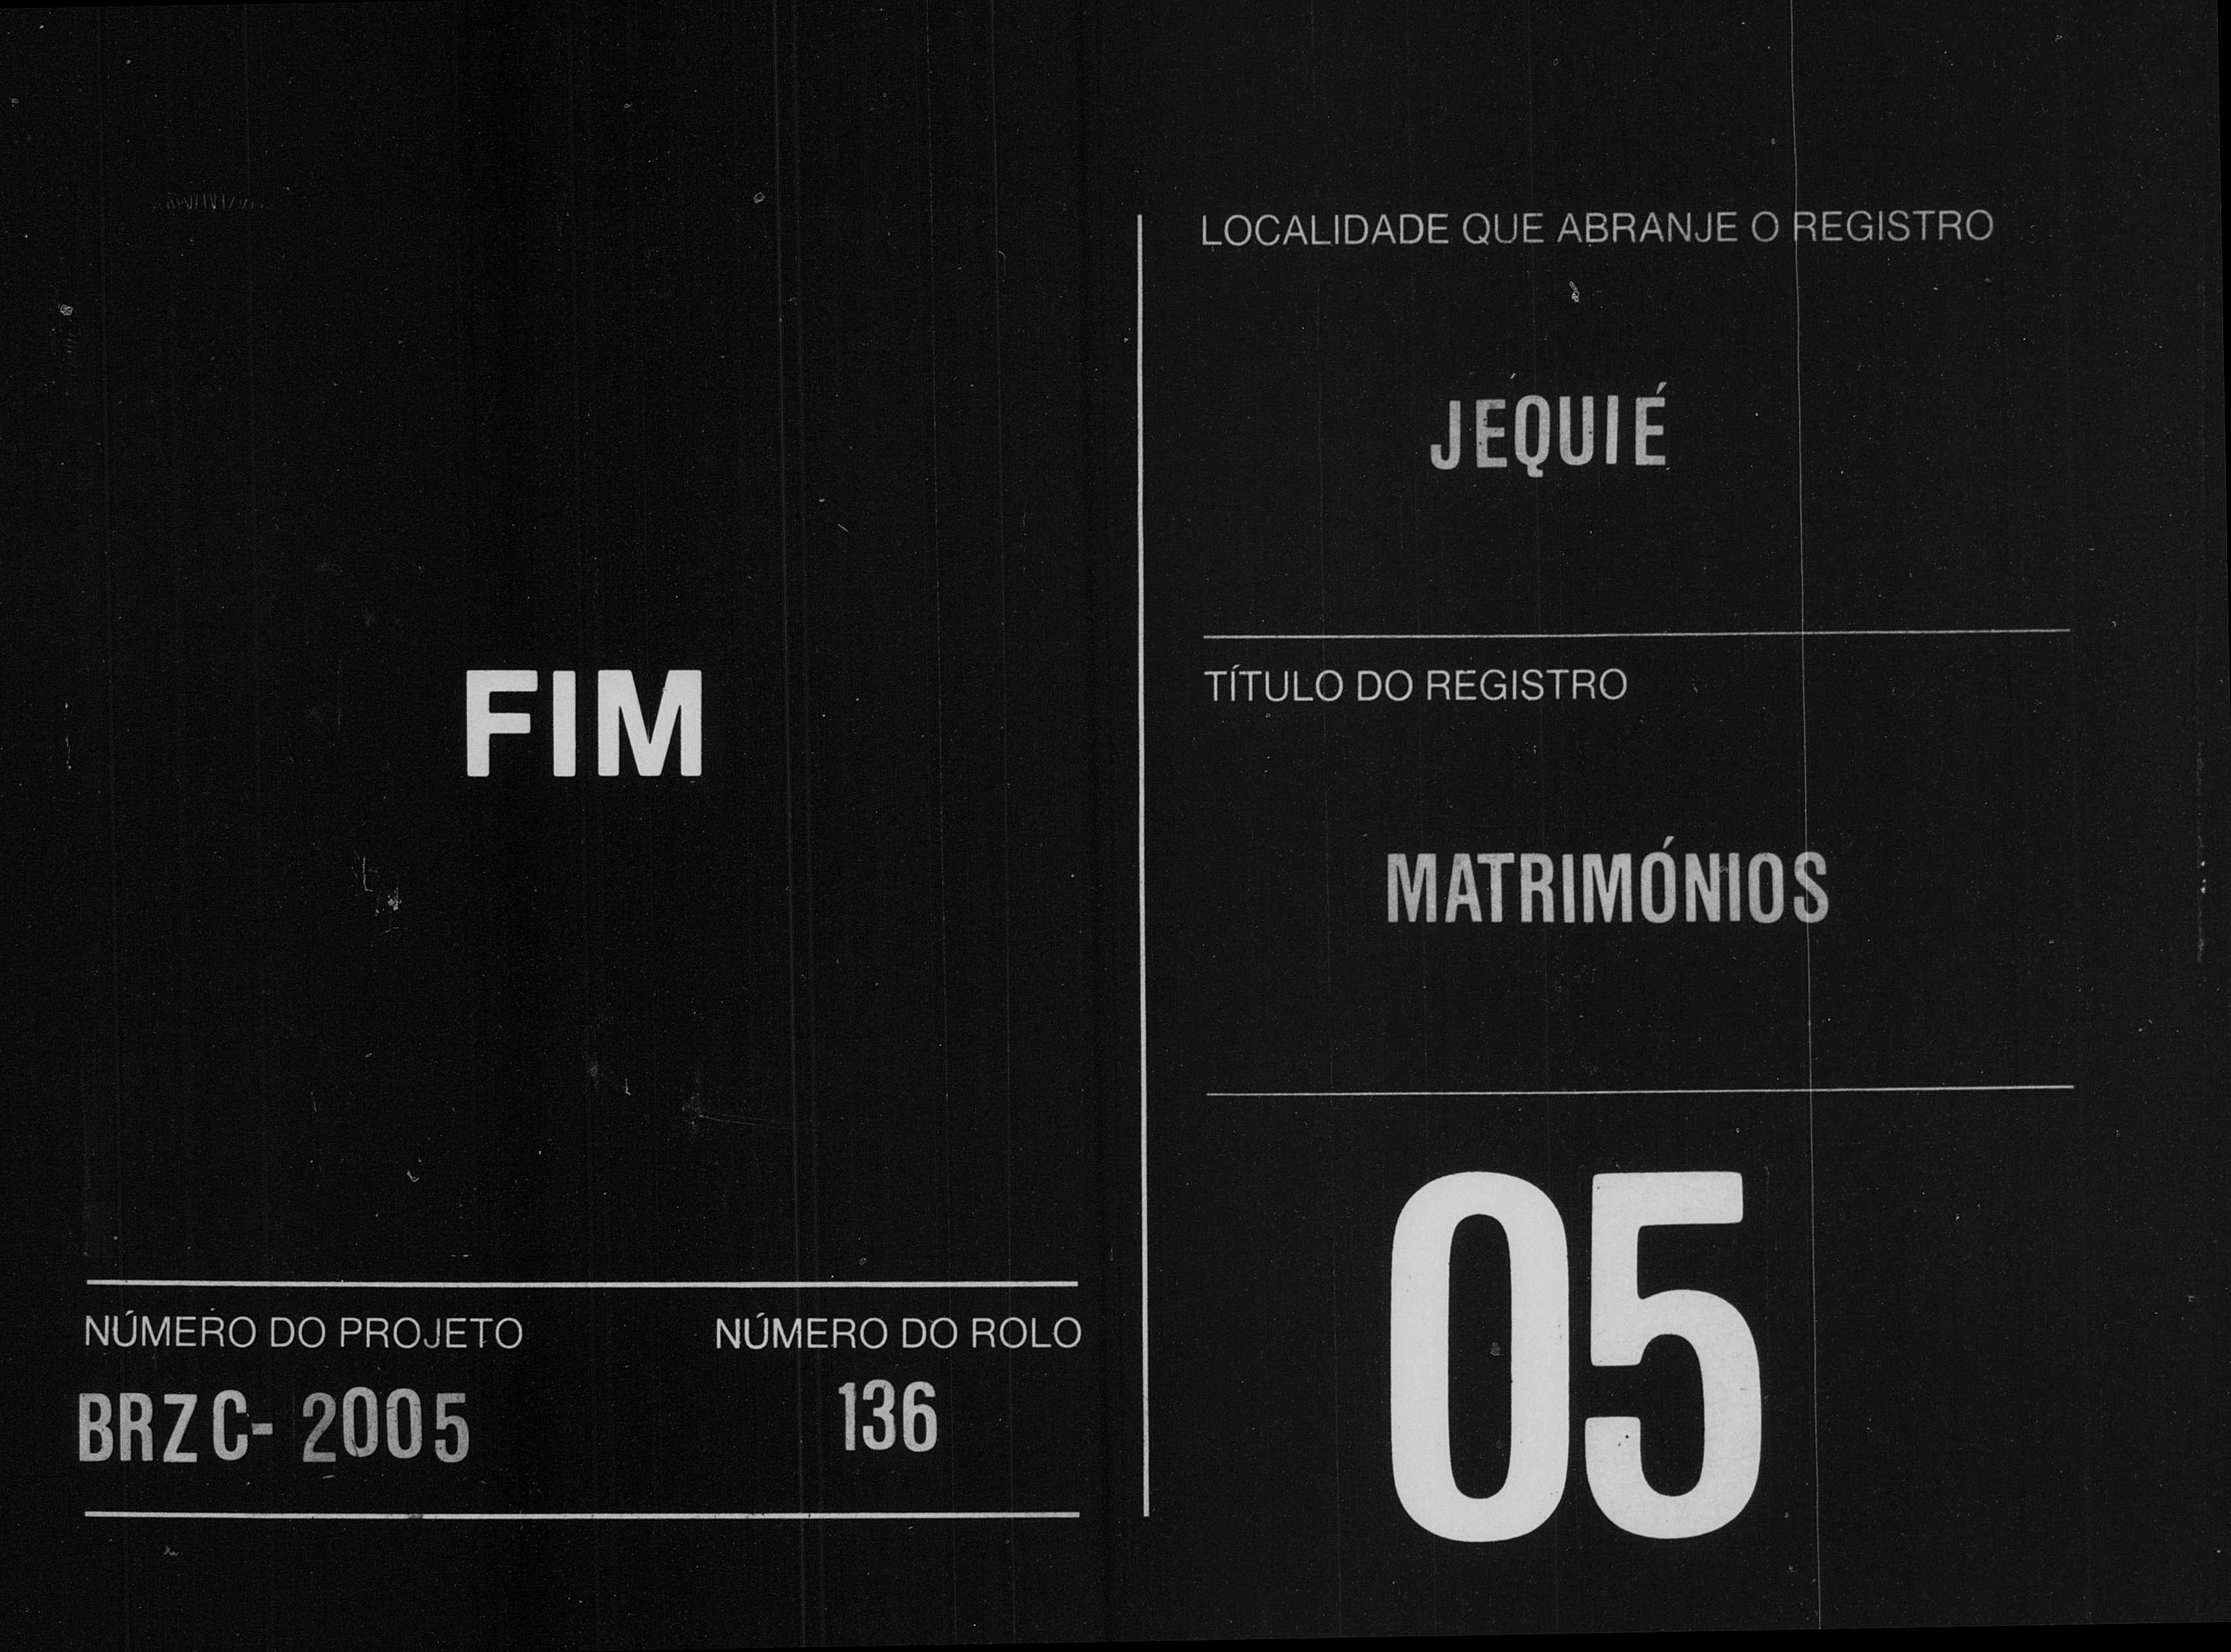 FIM
NÚMERO DO PROJETO
BRZC- 2005
NÚMERO DO ROLO
136
LOCALIDADE QUE ABRANJE O REGISTRO
JEQUIÉ
TÍTULO DO REGISTRO
MATRIMÓNIOS
05